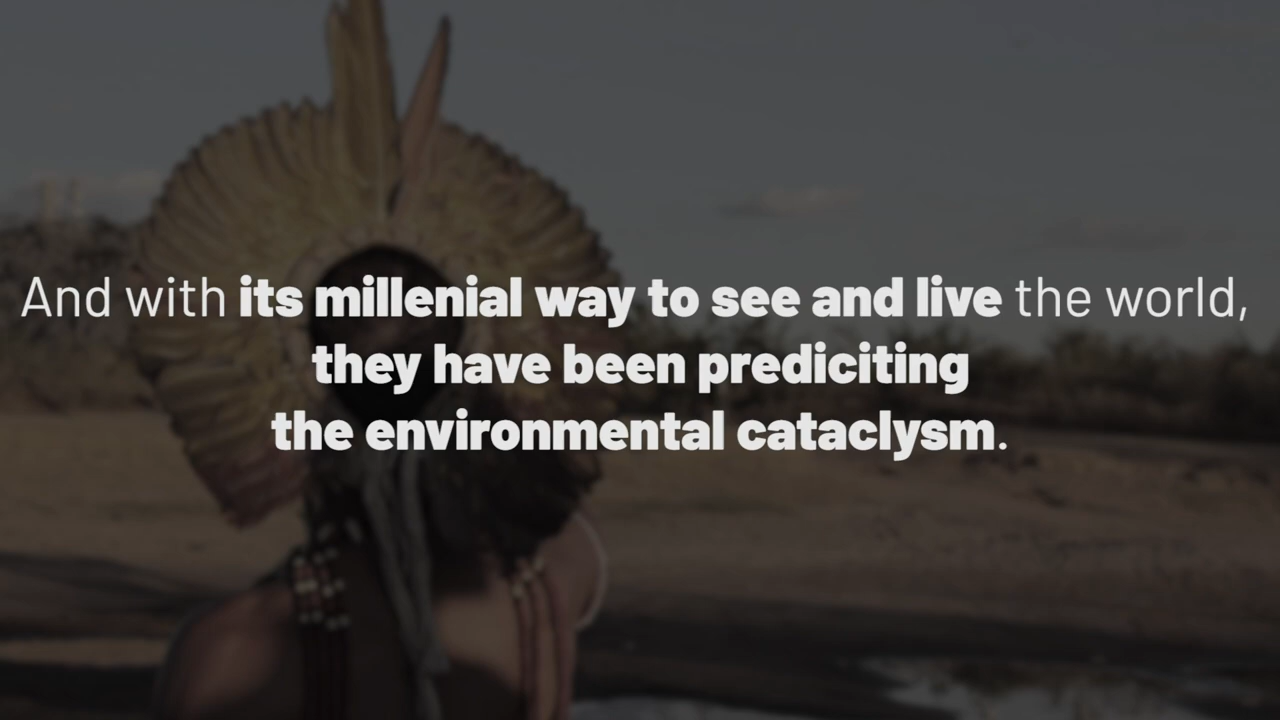 And with its millenial way to see and live the world,
they have been prediciting
the environmental cataclysm.